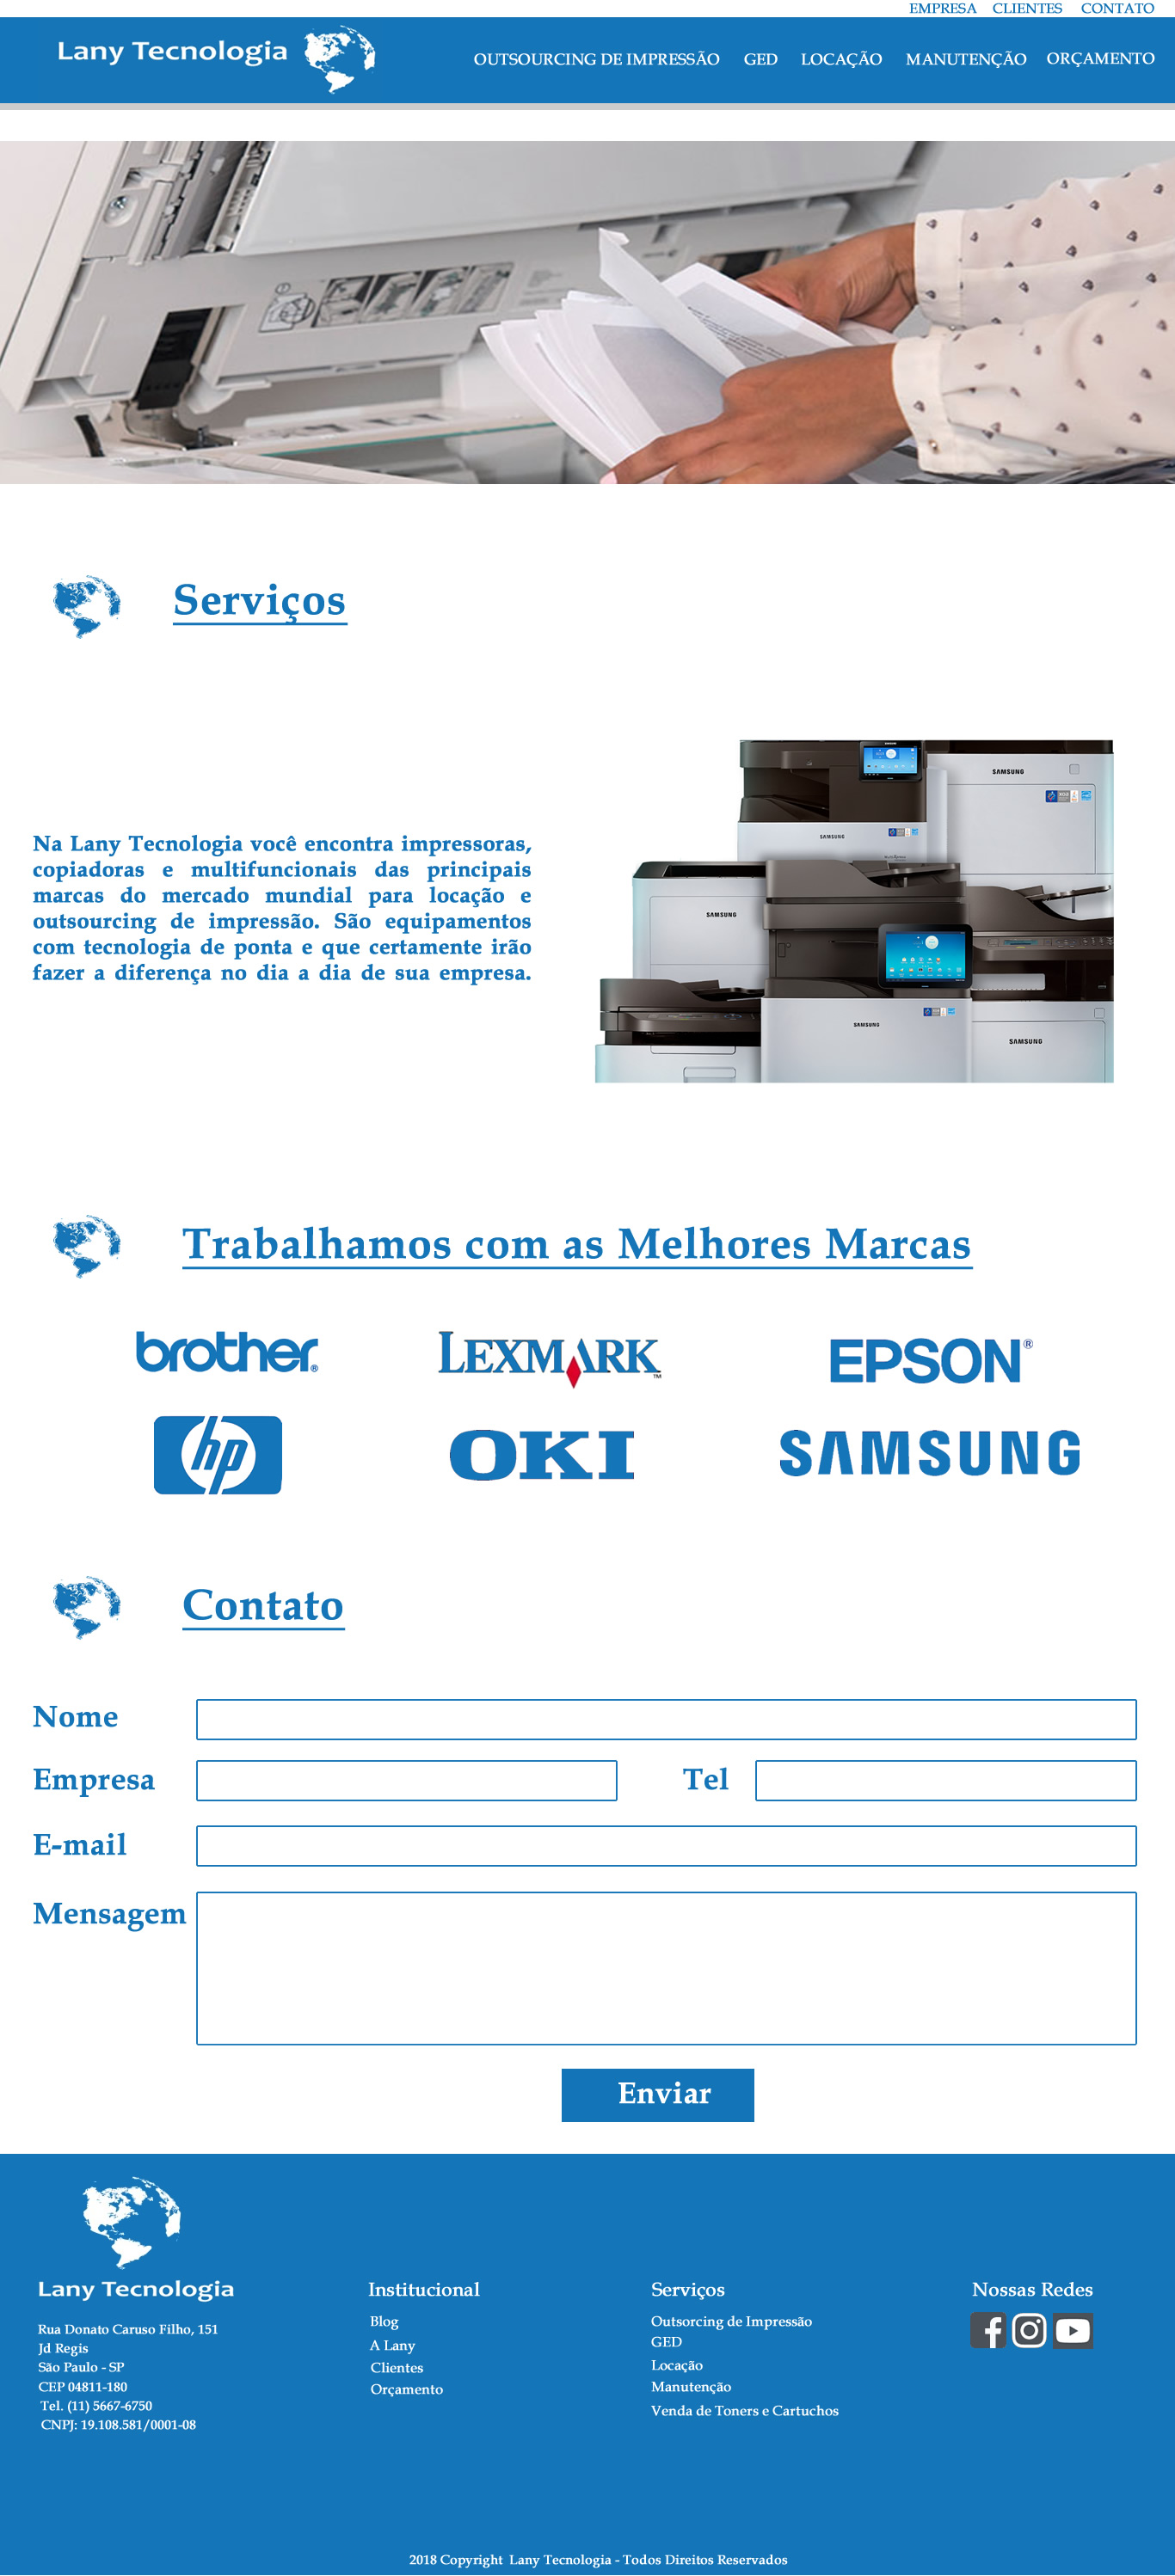 EMPRESA CLIENTES CONTATO
Lany Tecnologia
OUTSOURCING DE IMPRESSÃO GED LOCAÇÃO MANUTENÇÃO ORÇAMENTO
Serviços
Na Lany Tecnologia você encontra impressoras,
copiadoras e multifuncionais das principais
marcas do mercado mundial para locação e
outsourcing de impressão. São equipamentos
com tecnologia de ponta e que certamente irão
fazer a diferença no dia a dia de sua empresa.
SAMSUNG
SAMSUNG
SAMSUNG
SAMSUNG
SAMSUNG
Trabalhamos com as Melhores Marcas
brother®
LEXMARK™
EPSON®
hp
OKI
SAMSUNG
Contato
Nome
Empresa
Tel
E-mail
Mensagem
Enviar
Lany Tecnologia
Rua Donato Caruso Filho, 151
Jd Regis
São Paulo - SP
CEP 04811-180
Tel. (11) 5667-6750
CNPJ: 19.108.581/0001-08
Institucional
Blog
A Lany
Clientes
Orçamento
Serviços
Outsorcing de Impressão
GED
Locação
Manutenção
Venda de Toners e Cartuchos
Nossas Redes
2018 Copyright Lany Tecnologia - Todos Direitos Reservados